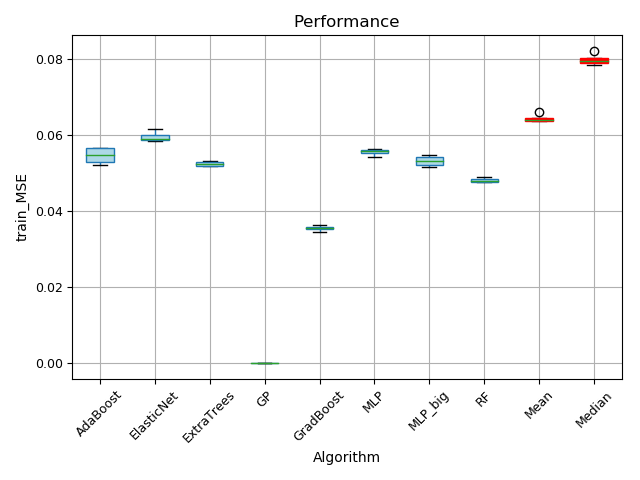 Performance
train_MSE
0.08
0.06
0.04
0.02
0.00
AdaBoost
ElasticNet
ExtraTrees
GP
GradBoost
MLP
MLP_big
RF
Mean
Median
Algorithm